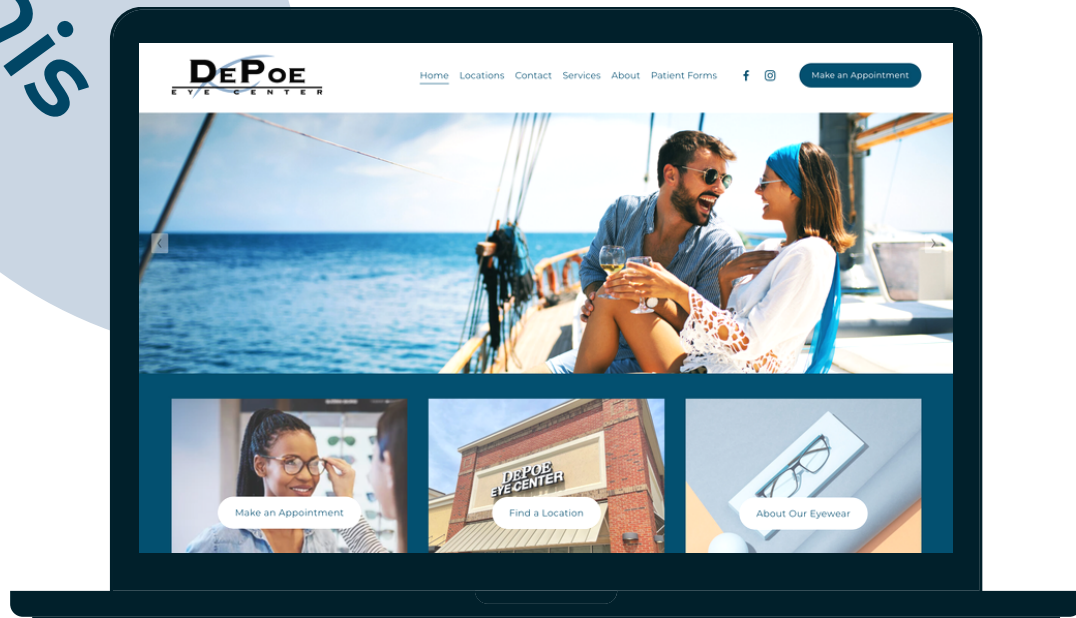 nis
DEPOE
EYE CENTER
Home Locations Contact Services About Patient Forms Make an Appointment
DEPOE
EYE CENTER
Make an Appointment Find a Location About Our Eyewear